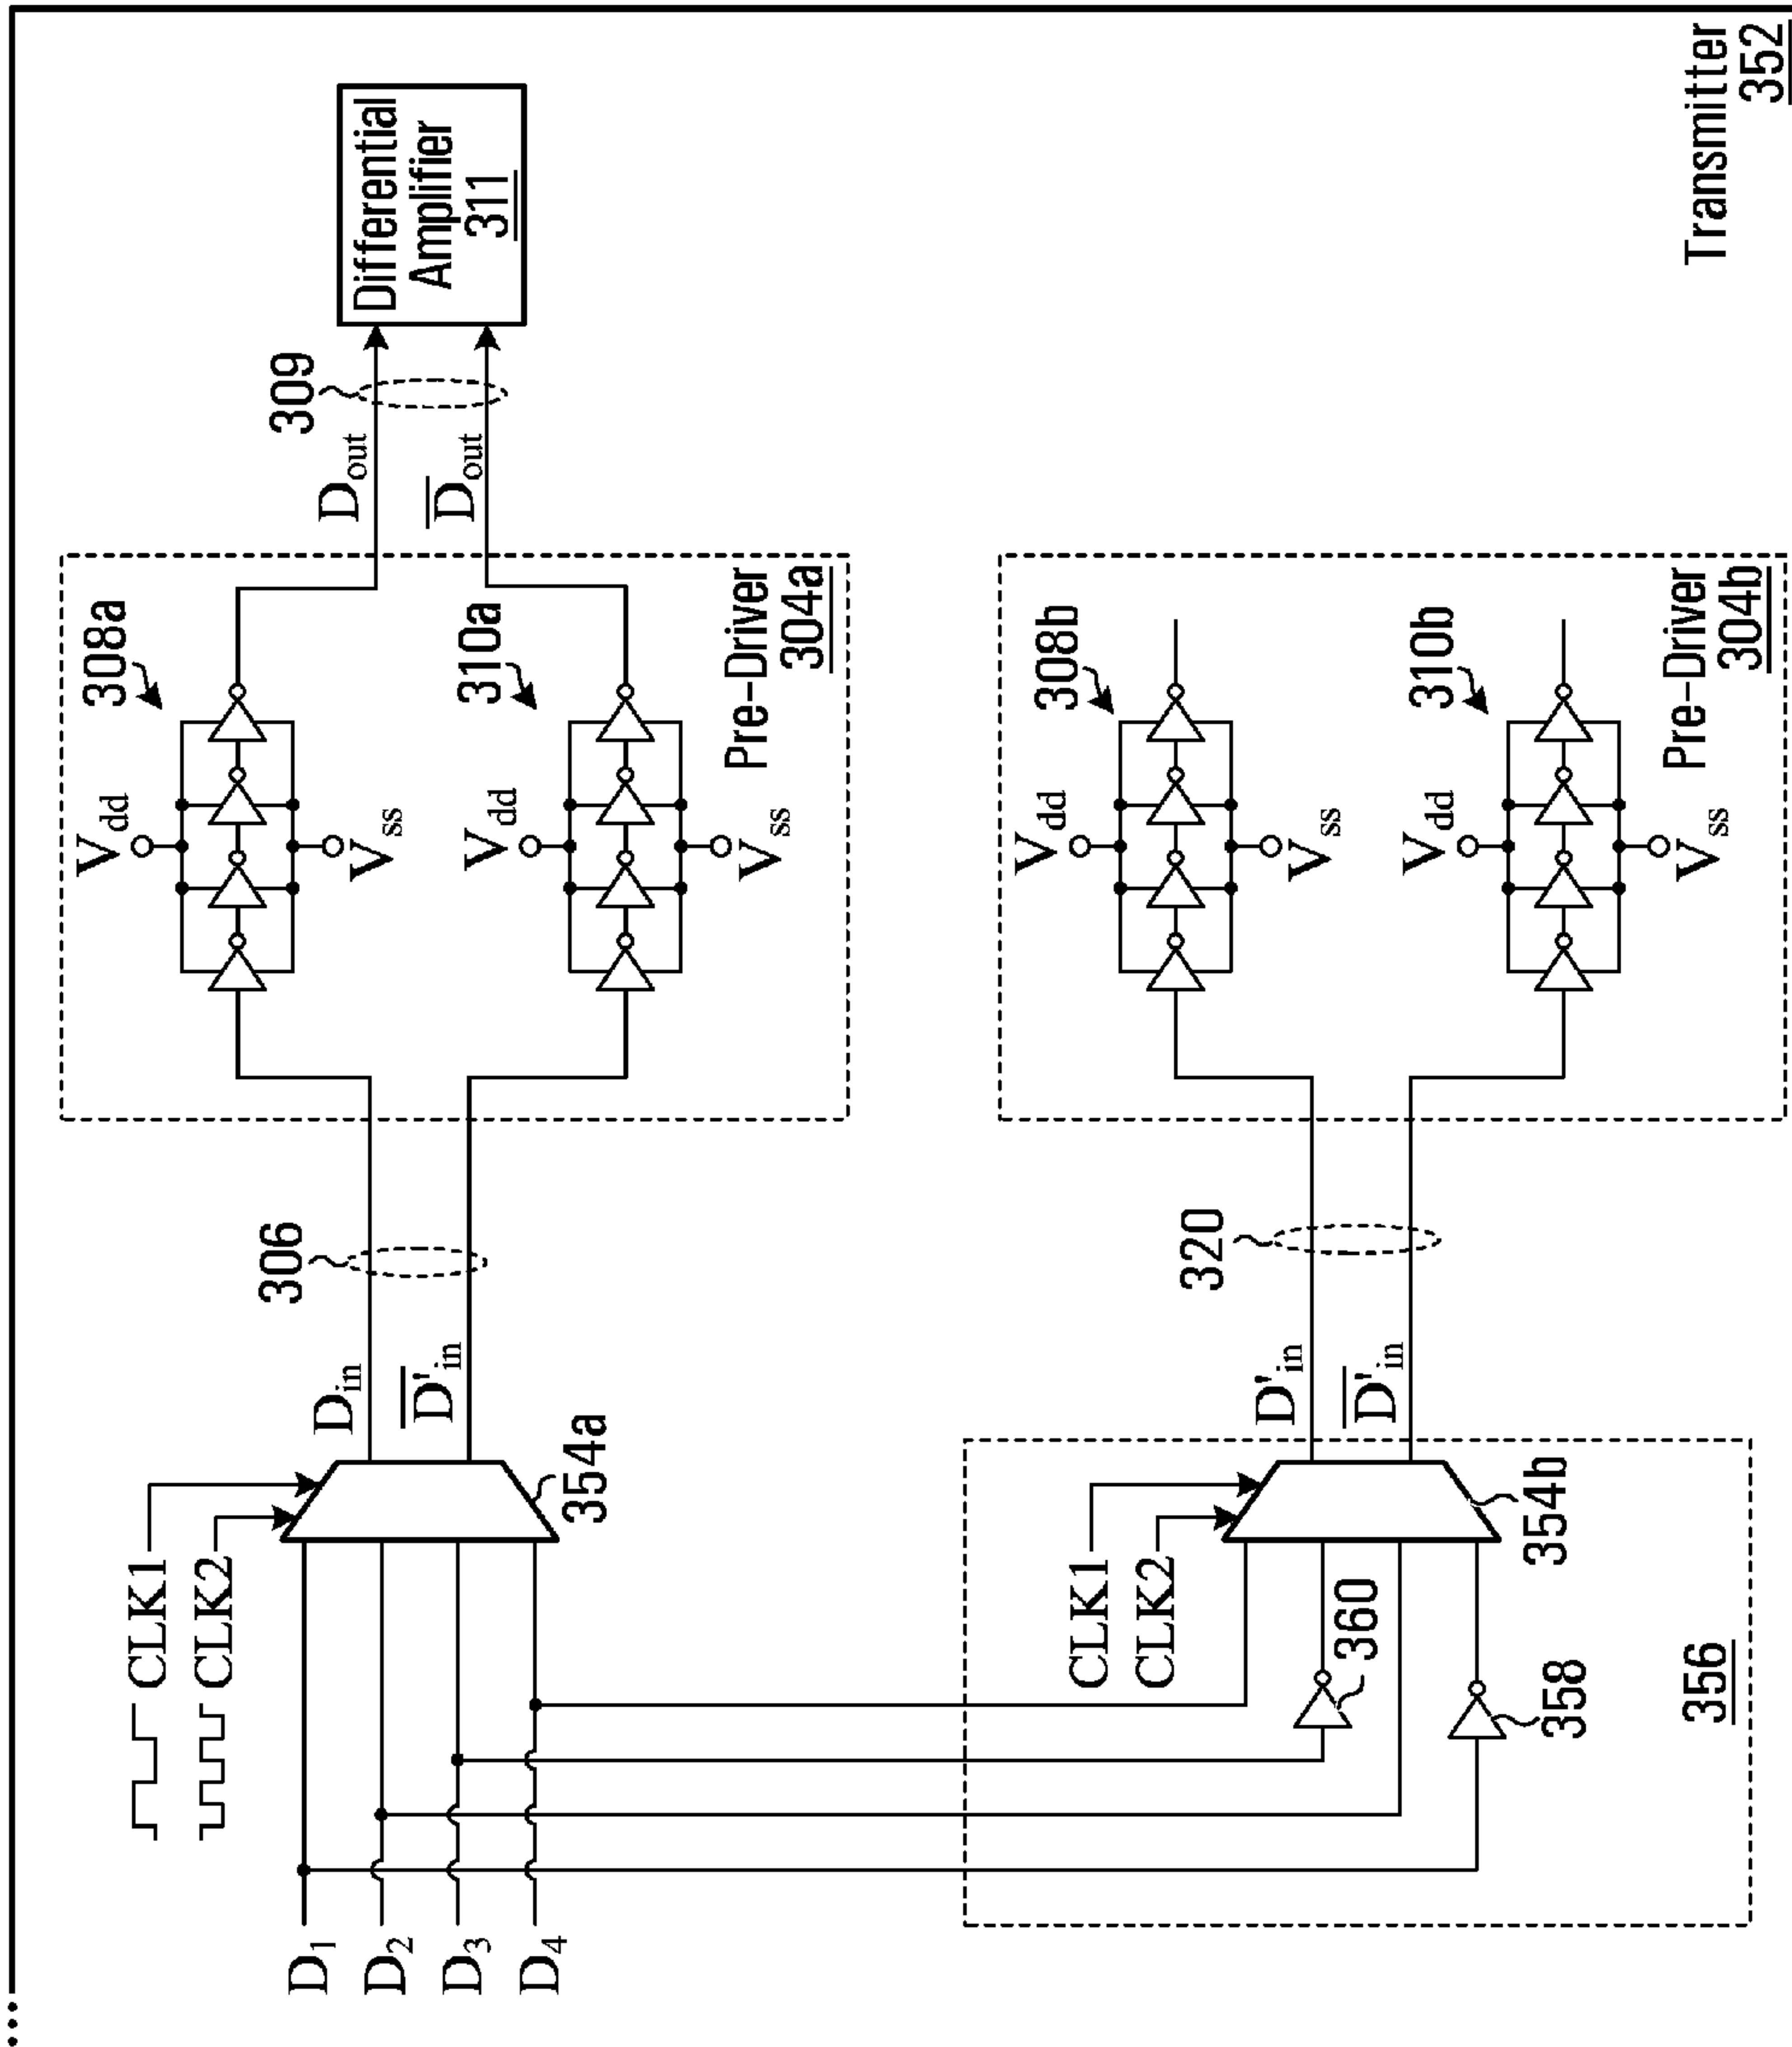 CLK1
CLK2
D1
D2
D3
D4
354a
Din
D̅'in
306
Vdd
308a
Vss
Vdd
310a
Vss
Pre-Driver
304a
Dout
D̅out
309
Differential
Amplifier
311
CLK1
CLK2
360
358
354b
356
D'in
D̅'in
320
Vdd
308b
Vss
Vdd
310b
Vss
Pre-Driver
304b
Transmitter
352